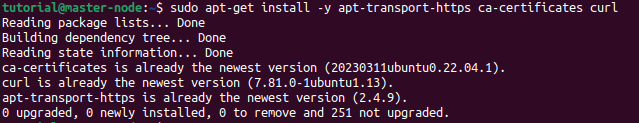 tutorial@master-node:~$ sudo apt-get install -y apt-transport-https ca-certificates curl
Reading package lists... Done
Building dependency tree... Done
Reading state information... Done
ca-certificates is already the newest version (20230311ubuntu0.22.04.1).
curl is already the newest version (7.81.0-1ubuntu1.13).
apt-transport-https is already the newest version (2.4.9).
0 upgraded, 0 newly installed, 0 to remove and 251 not upgraded.